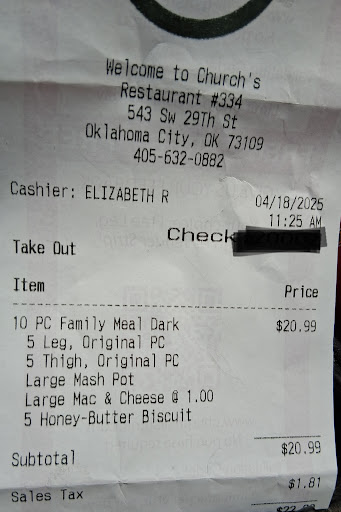 Welcome to Church's
Restaurant #334
543 Sw 29Th St
Oklahoma City, OK 73109
405-632-0882
Cashier: ELIZABETH R
04/18/2025
11:25 AM
Check
Take Out
Item Price
10 PC Family Meal Dark $20.99
5 Leg, Original PC
5 Thigh, Original PC
Large Mash Pot
Large Mac & Cheese @ 1.00
5 Honey-Butter Biscuit
Subtotal $20.99
Sales Tax $1.81